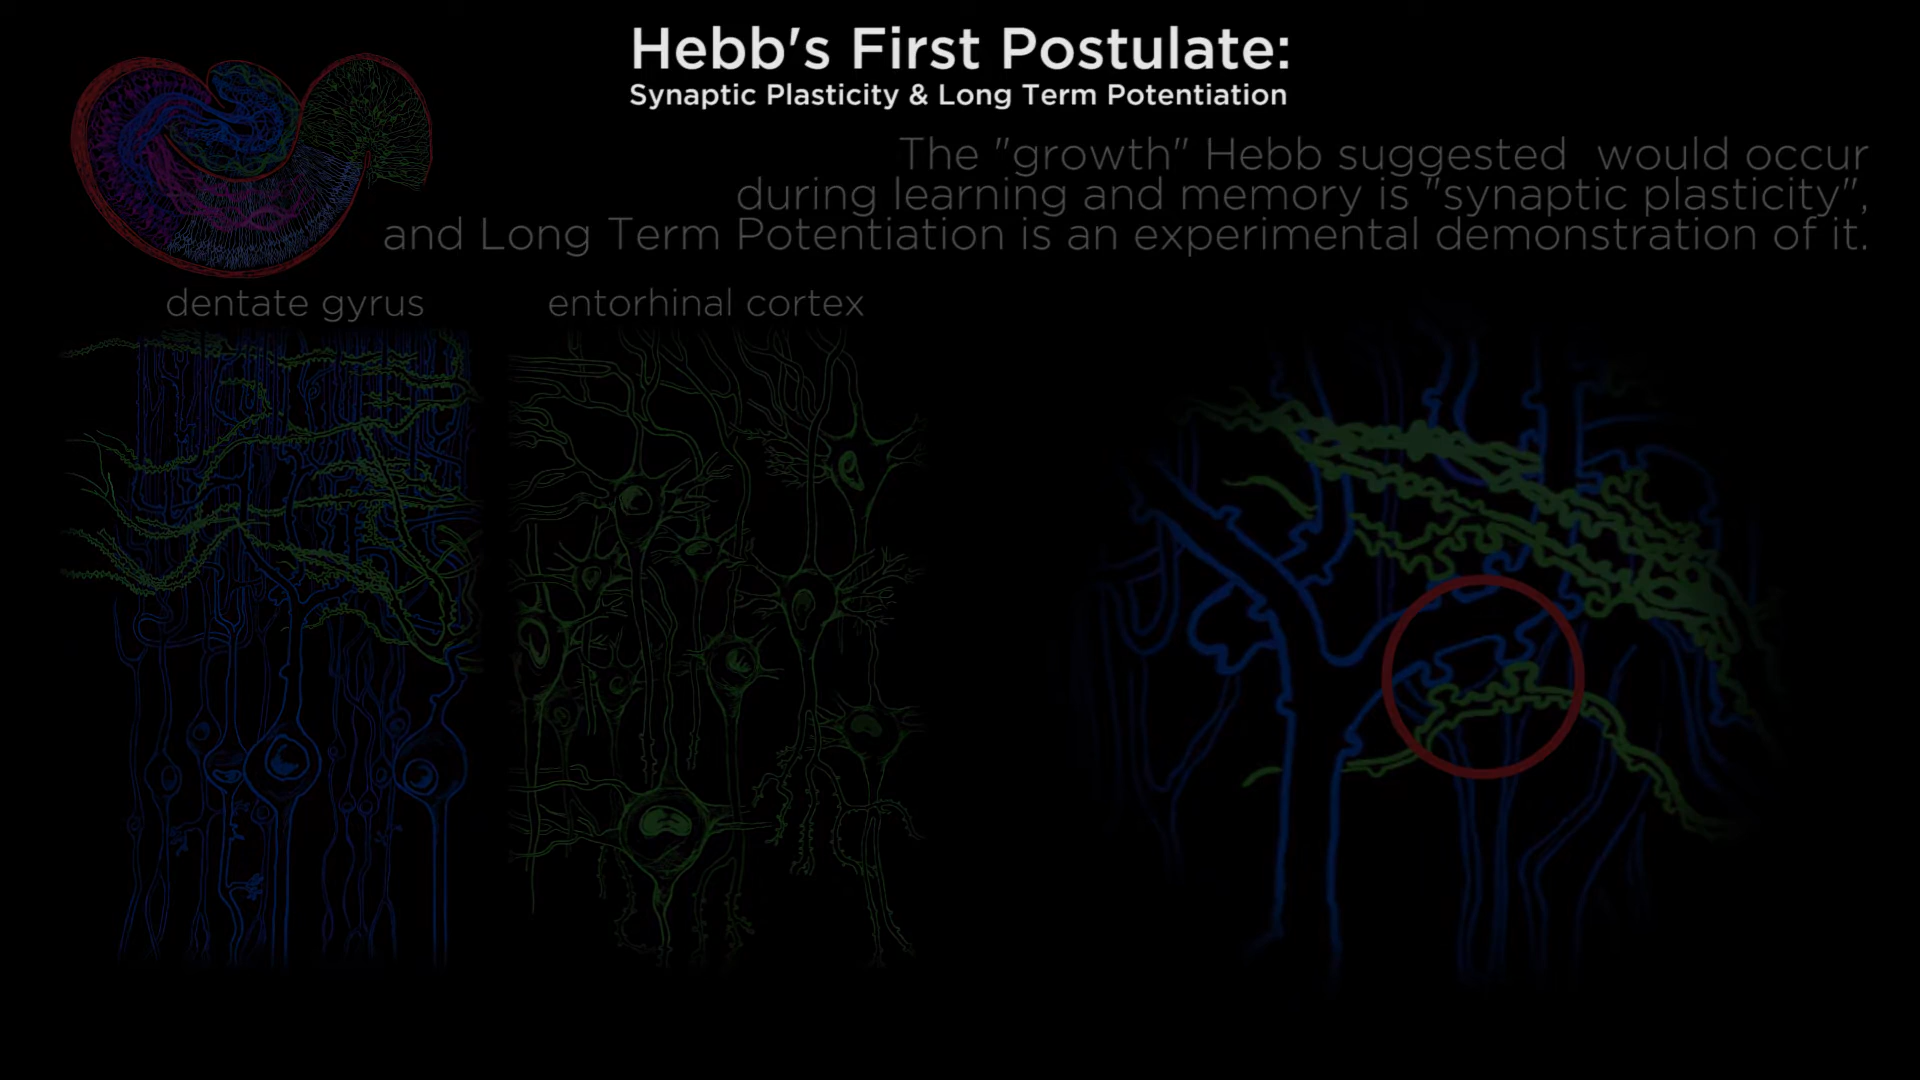 Hebb's First Postulate:
Synaptic Plasticity & Long Term Potentiation
The "growth" Hebb suggested would occur
during learning and memory is "synaptic plasticity",
and Long Term Potentiation is an experimental demonstration of it.
dentate gyrus
entorhinal cortex